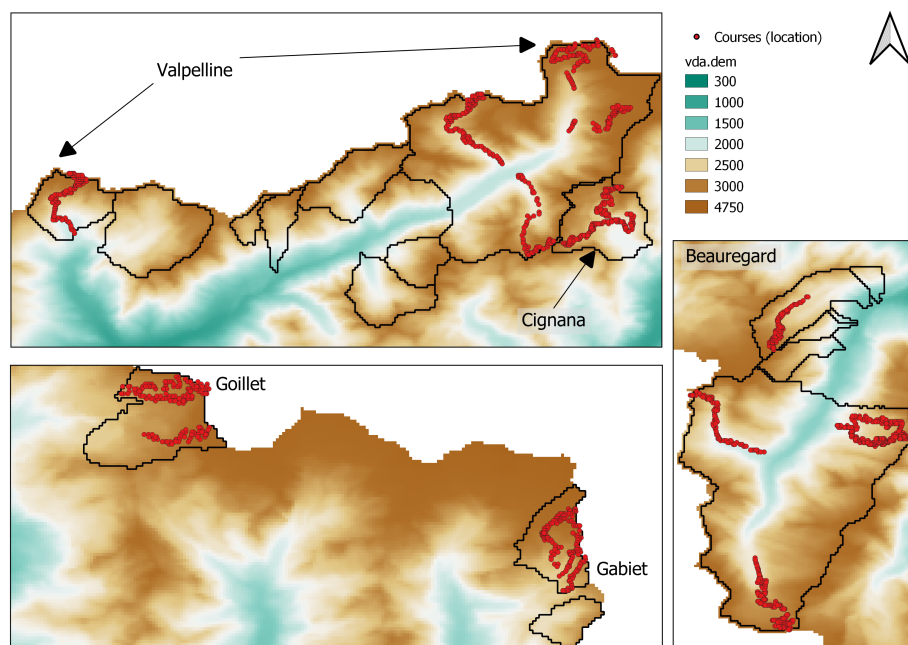 Valpelline
Cignana
Courses (location)
vda.dem
300
1000
1500
2000
2500
3000
4750
Beauregard
Goillet
Gabiet